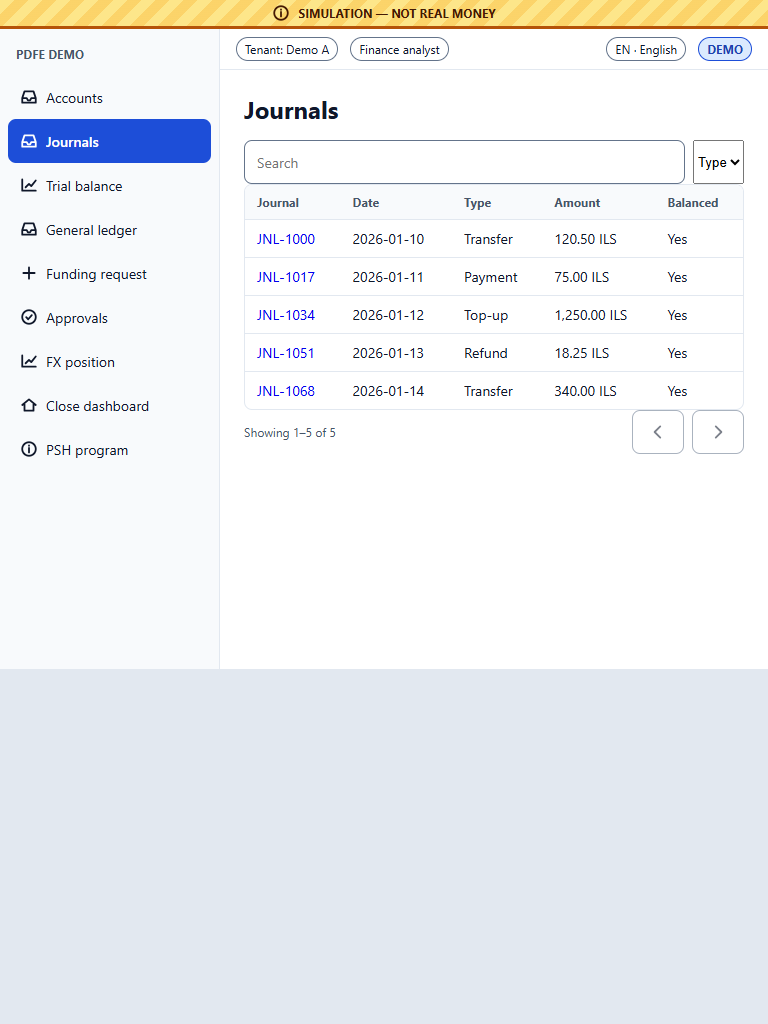 SIMULATION — NOT REAL MONEY
PDFE DEMO
Tenant: Demo A
Finance analyst
EN · English
DEMO
Accounts
Journals
Trial balance
General ledger
Funding request
Approvals
FX position
Close dashboard
PSH program
Journals
Search
Type
Journal Date Type Amount Balanced
JNL-1000 2026-01-10 Transfer 120.50 ILS Yes
JNL-1017 2026-01-11 Payment 75.00 ILS Yes
JNL-1034 2026-01-12 Top-up 1,250.00 ILS Yes
JNL-1051 2026-01-13 Refund 18.25 ILS Yes
JNL-1068 2026-01-14 Transfer 340.00 ILS Yes
Showing 1–5 of 5